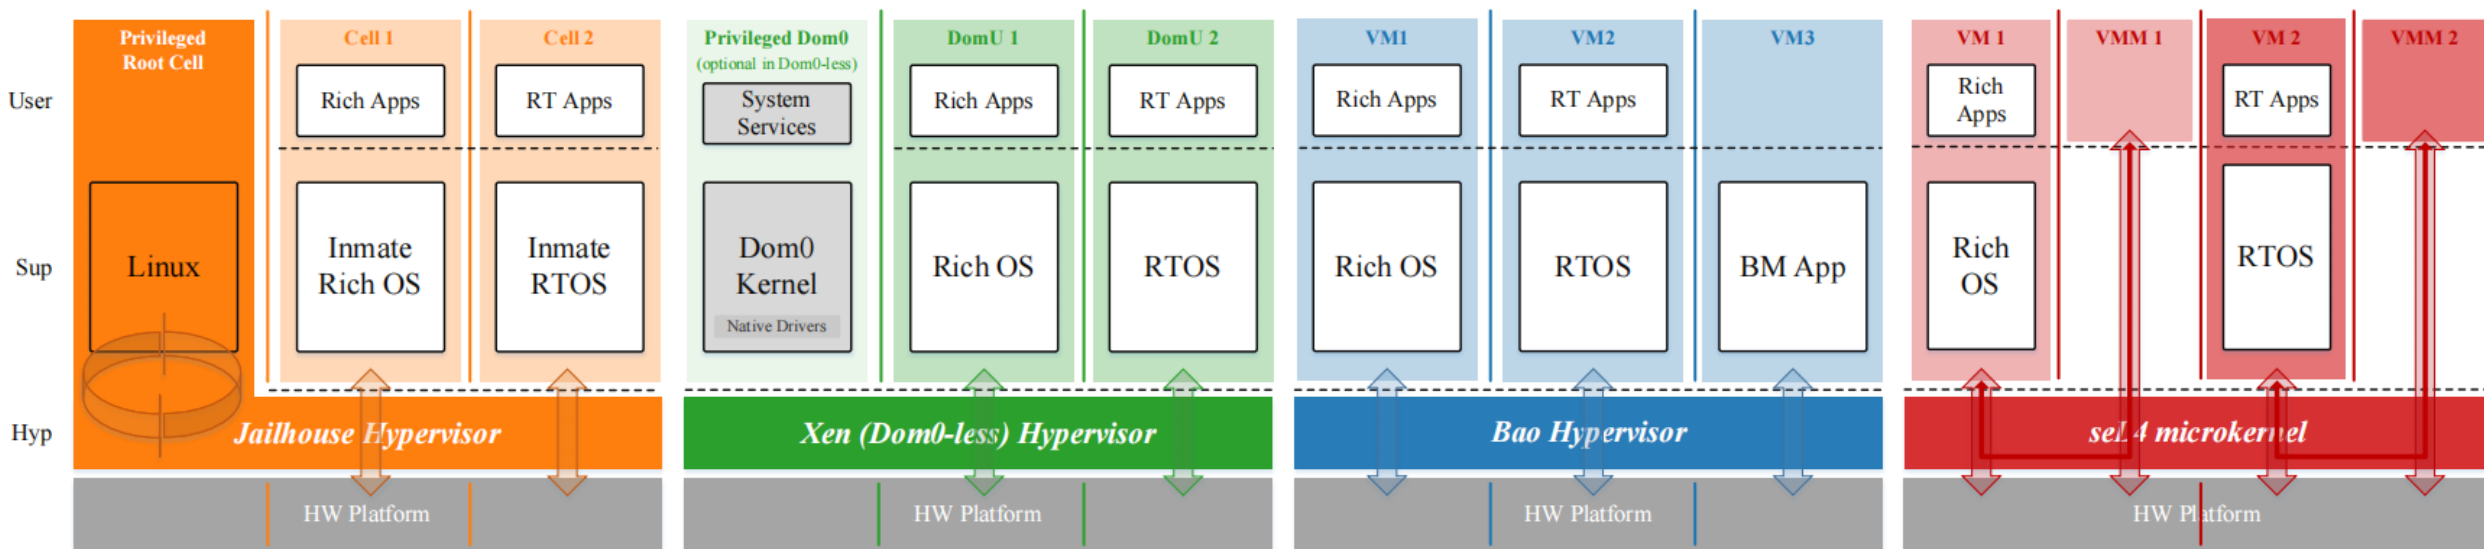 User
Sup
Hyp
Privileged
Root Cell
Linux
Cell 1
Rich Apps
Inmate
Rich OS
Cell 2
RT Apps
Inmate
RTOS
Jailhouse Hypervisor
HW Platform
Privileged Dom0
(optional in Dom0-less)
System
Services
Dom0
Kernel
Native Drivers
DomU 1
Rich Apps
Rich OS
DomU 2
RT Apps
RTOS
Xen (Dom0-less) Hypervisor
HW Platform
VM1
Rich Apps
Rich OS
VM2
RT Apps
RTOS
VM3
BM App
Bao Hypervisor
HW Platform
VM 1
Rich
Apps
Rich
OS
VMM 1
VM 2
RT Apps
RTOS
VMM 2
seL4 microkernel
HW Platform